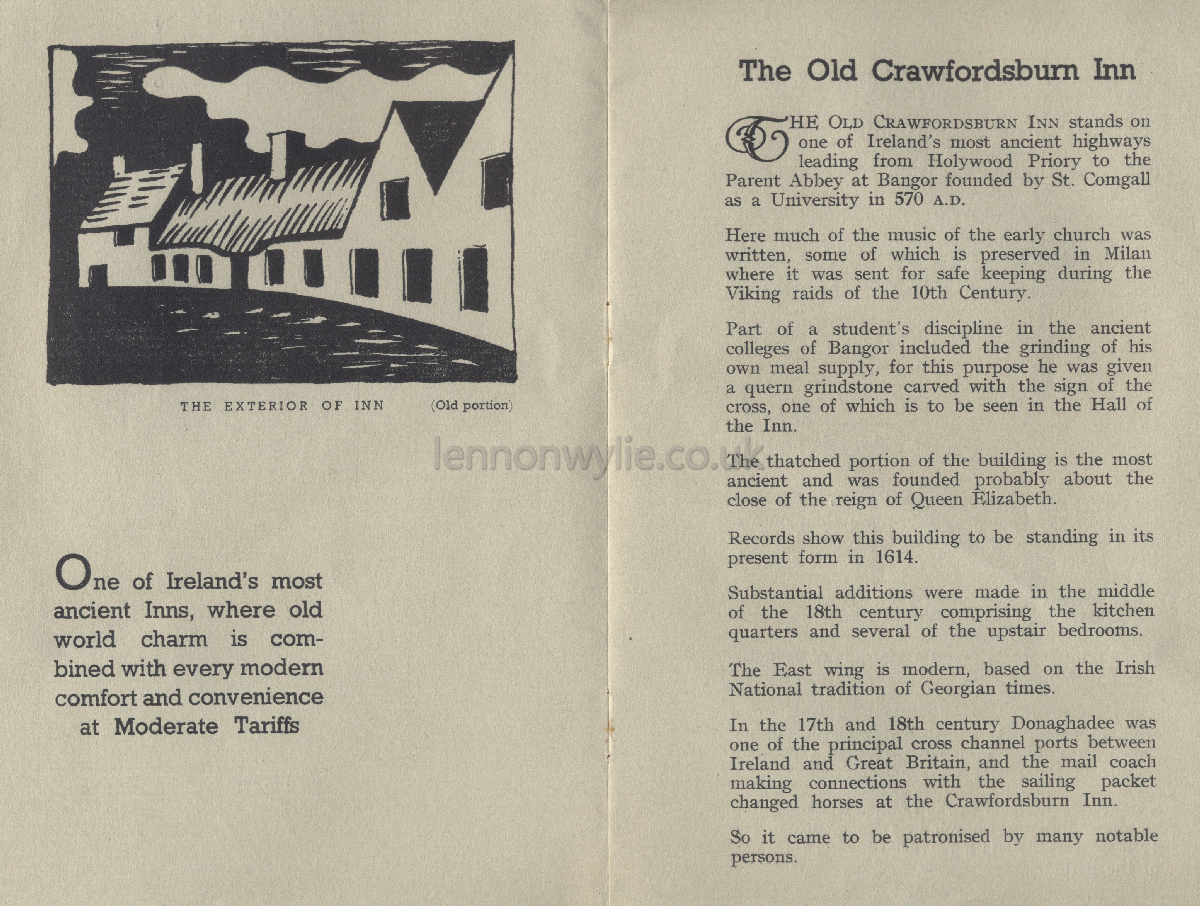 THE EXTERIOR OF INN (Old portion)
One of Ireland's most
ancient Inns, where old
world charm is com-
bined with every modern
comfort and convenience
at Moderate Tariffs
The Old Crawfordsburn Inn
THE OLD CRAWFORDSBURN INN stands on
one of Ireland's most ancient highways
leading from Holywood Priory to the
Parent Abbey at Bangor founded by St. Comgall
as a University in 570 A.D.
Here much of the music of the early church was
written, some of which is preserved in Milan
where it was sent for safe keeping during the
Viking raids of the 10th Century.
Part of a student's discipline in the ancient
colleges of Bangor included the grinding of his
own meal supply, for this purpose he was given
a quern grindstone carved with the sign of the
cross, one of which is to be seen in the Hall of
the Inn.
lennonwylie.co.uk
The thatched portion of the building is the most
ancient and was founded probably about the
close of the reign of Queen Elizabeth.
Records show this building to be standing in its
present form in 1614.
Substantial additions were made in the middle
of the 18th century comprising the kitchen
quarters and several of the upstair bedrooms.
The East wing is modern, based on the Irish
National tradition of Georgian times.
In the 17th and 18th century Donaghadee was
one of the principal cross channel ports between
Ireland and Great Britain, and the mail coach
making connections with the sailing packet
changed horses at the Crawfordsburn Inn.
So it came to be patronised by many notable
persons.